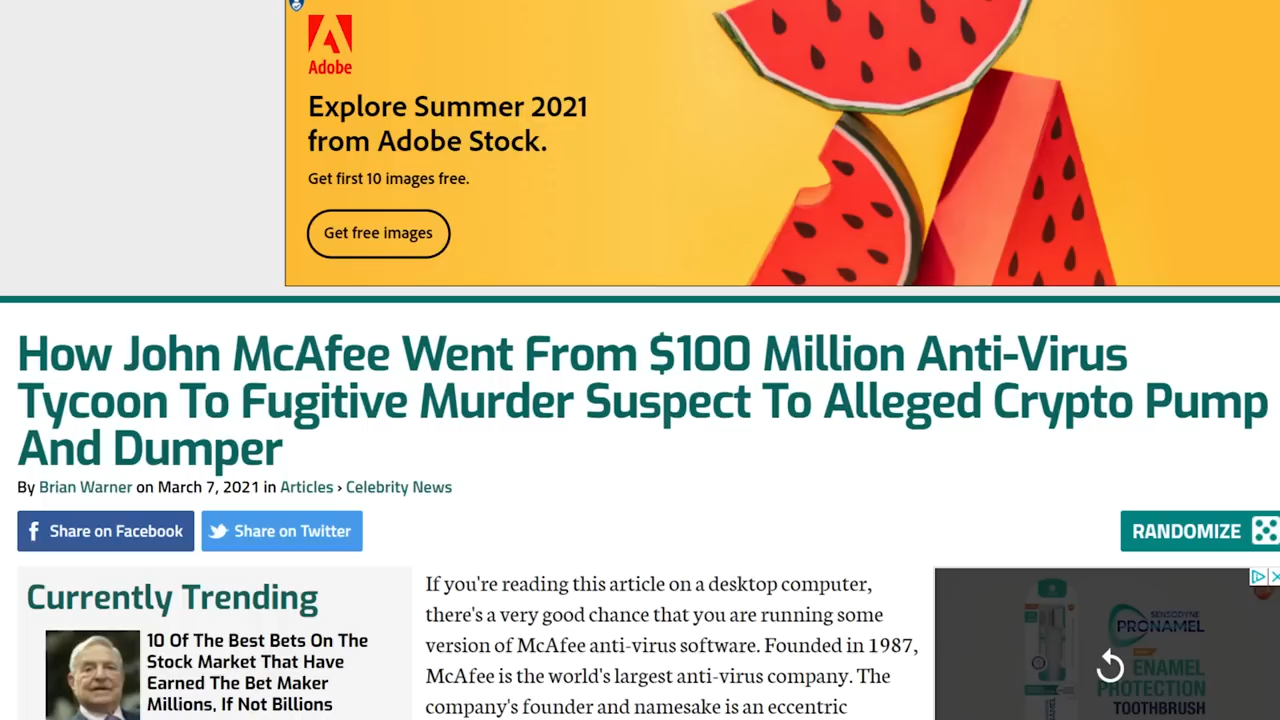 Adobe
Explore Summer 2021
from Adobe Stock.
Get first 10 images free.
Get free images
How John McAfee Went From $100 Million Anti-Virus
Tycoon To Fugitive Murder Suspect To Alleged Crypto Pump
And Dumper
By Brian Warner on March 7, 2021 in Articles › Celebrity News
f Share on Facebook
Share on Twitter
RANDOMIZE
Currently Trending
10 Of The Best Bets On The
Stock Market That Have
Earned The Bet Maker
Millions, If Not Billions
If you're reading this article on a desktop computer,
there's a very good chance that you are running some
version of McAfee anti-virus software. Founded in 1987,
McAfee is the world's largest anti-virus company. The
company's founder and namesake is an eccentric
SENSODYNE
PRONAMEL
ENAMEL
PROTECTION
TOOTHBRUSH